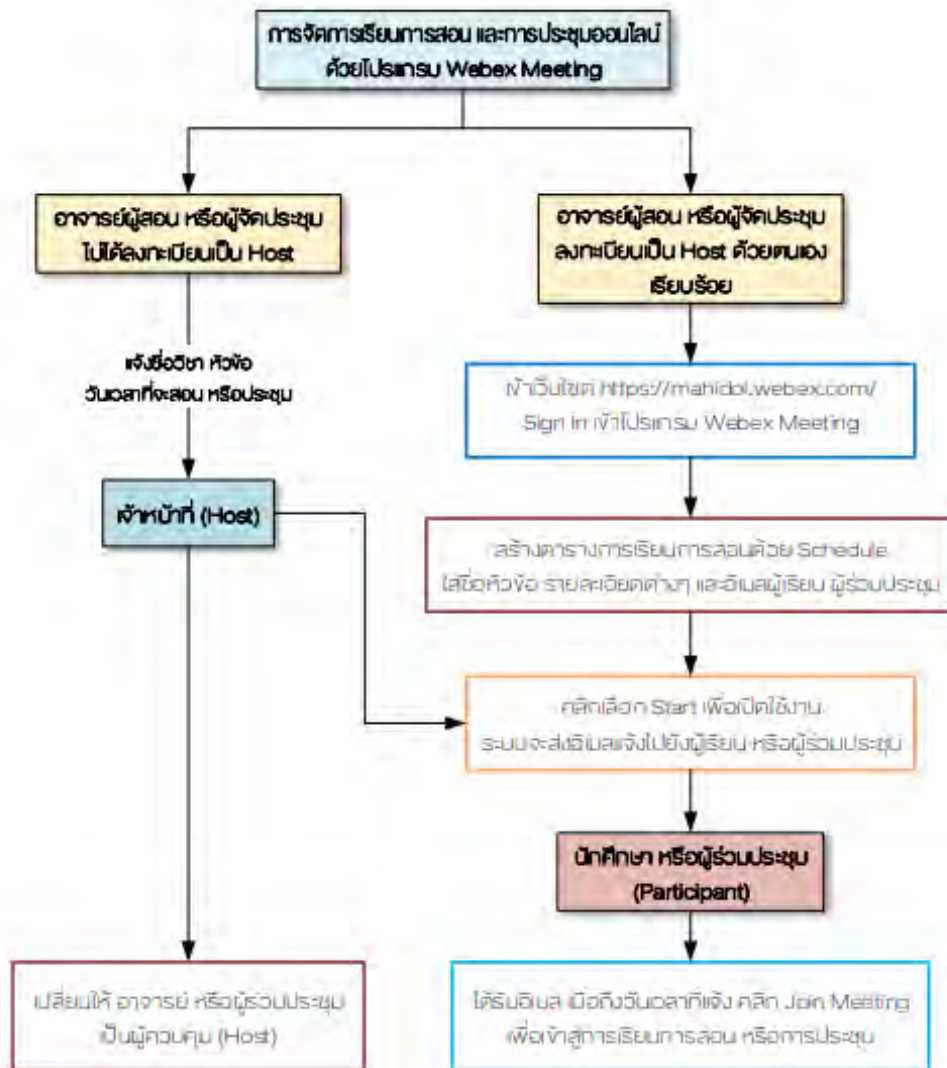 การจัดการเรียนการสอน และการประชุมออนไลน์
ด้วยโปรแกรม Webex Meeting
อาจารย์ผู้สอน หรือผู้จัดประชุม
ไม่ได้ลงทะเบียนเป็น Host
อาจารย์ผู้สอน หรือผู้จัดประชุม
ลงทะเบียนเป็น Host ด้วยตนเอง
เรียบร้อย
แจ้งชื่อวิชา หัวข้อ
วันเวลาที่จะสอน หรือประชุม
เข้าเว็บไซต์ https://mahidol.webex.com/
Sign in เข้าโปรแกรม Webex Meeting
เจ้าหน้าที่ (Host)
สร้างตารางการเรียนการสอนด้วย Schedule
ใส่ชื่อหัวข้อ รายละเอียดต่างๆ และอีเมลผู้เรียน ผู้ร่วมประชุม
คลิกเลือก Start เพื่อเปิดใช้งาน
ระบบจะส่งอีเมลแจ้งไปยังผู้เรียน หรือผู้ร่วมประชุม
นักศึกษา หรือผู้ร่วมประชุม
(Participant)
เปลี่ยนให้ อาจารย์ หรือผู้ร่วมประชุม
เป็นผู้ควบคุม (Host)
ได้รับอีเมล เมื่อถึงวันเวลาที่แจ้ง คลิก Join Meeting
เพื่อเข้าสู่การเรียนการสอน หรือการประชุม